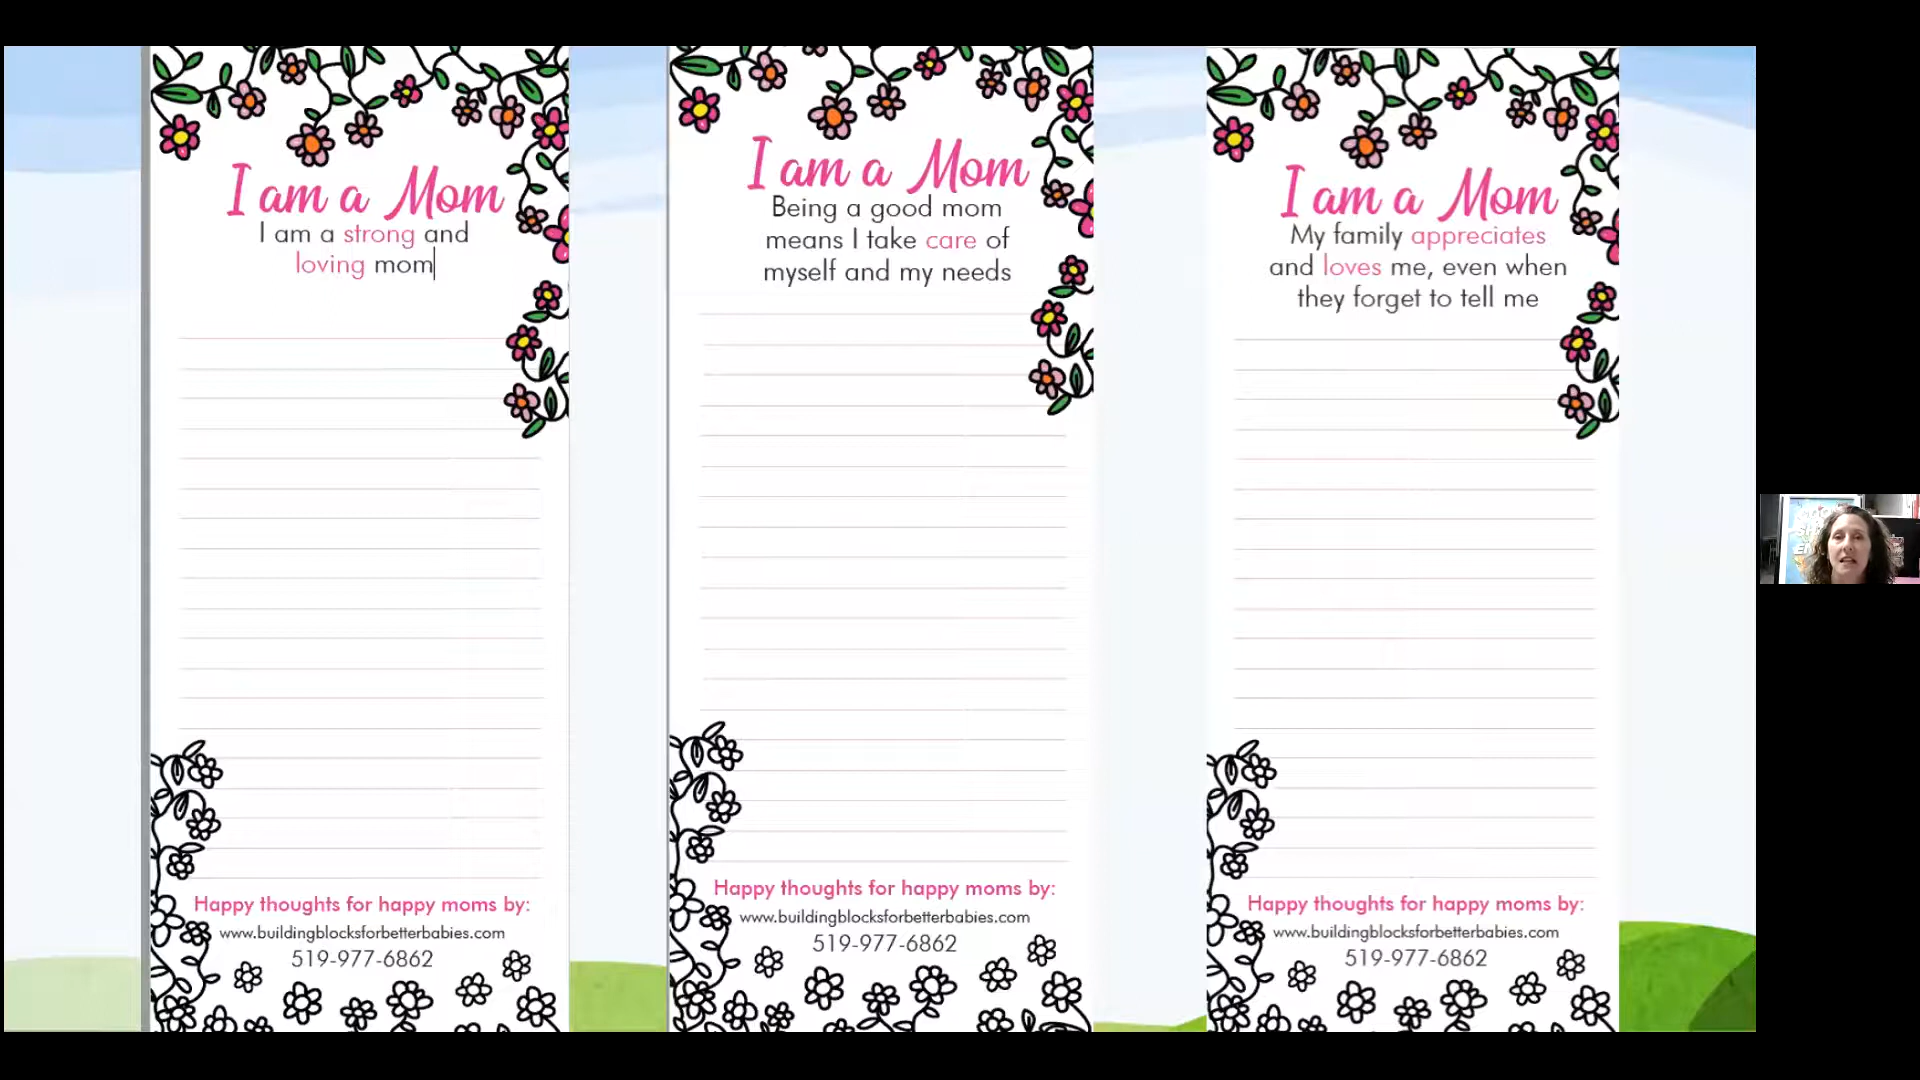 I am a Mom
I am a strong and
loving mom
Happy thoughts for happy moms by:
www.buildingblocksforbetterbabies.com
519-977-6862
I am a Mom
Being a good mom
means I take care of
myself and my needs
Happy thoughts for happy moms by:
www.buildingblocksforbetterbabies.com
519-977-6862
I am a Mom
My family appreciates
and loves me, even when
they forget to tell me
Happy thoughts for happy moms by:
www.buildingblocksforbetterbabies.com
519-977-6862